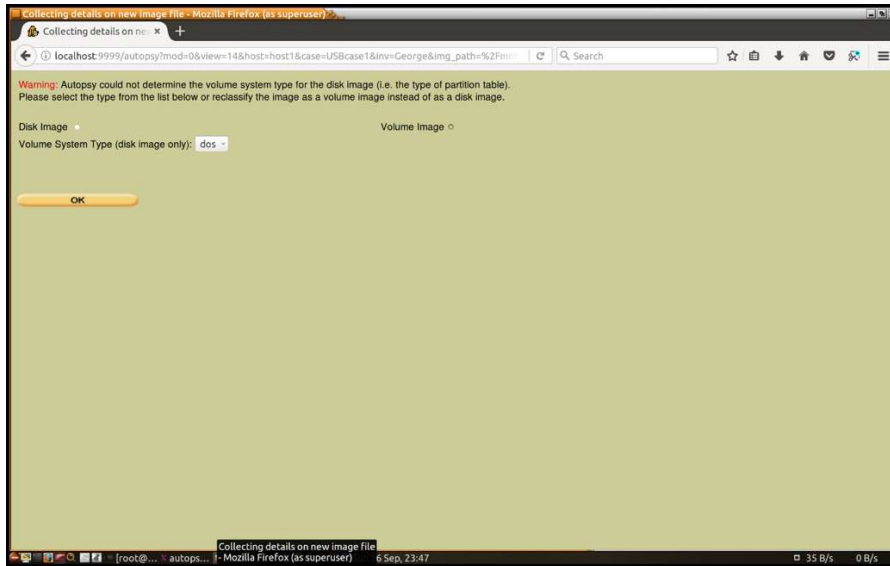 Collecting details on new image file - Mozilla Firefox (as superuser)
Collecting details on ne
localhost:9999/autopsy?mod=0&view=14&host=host1&case=USBcase1&inv=George&img_path=%2Fm
Search
Warning: Autopsy could not determine the volume system type for the disk image (i.e. the type of partition table).
Please select the type from the list below or reclassify the image as a volume image instead of as a disk image.
Disk Image
Volume Image
Volume System Type (disk image only): dos
OK
Collecting details on new image file
[root@... autops... - Mozilla Firefox (as superuser) 6 Sep, 23:47 35 B/s 0 B/s